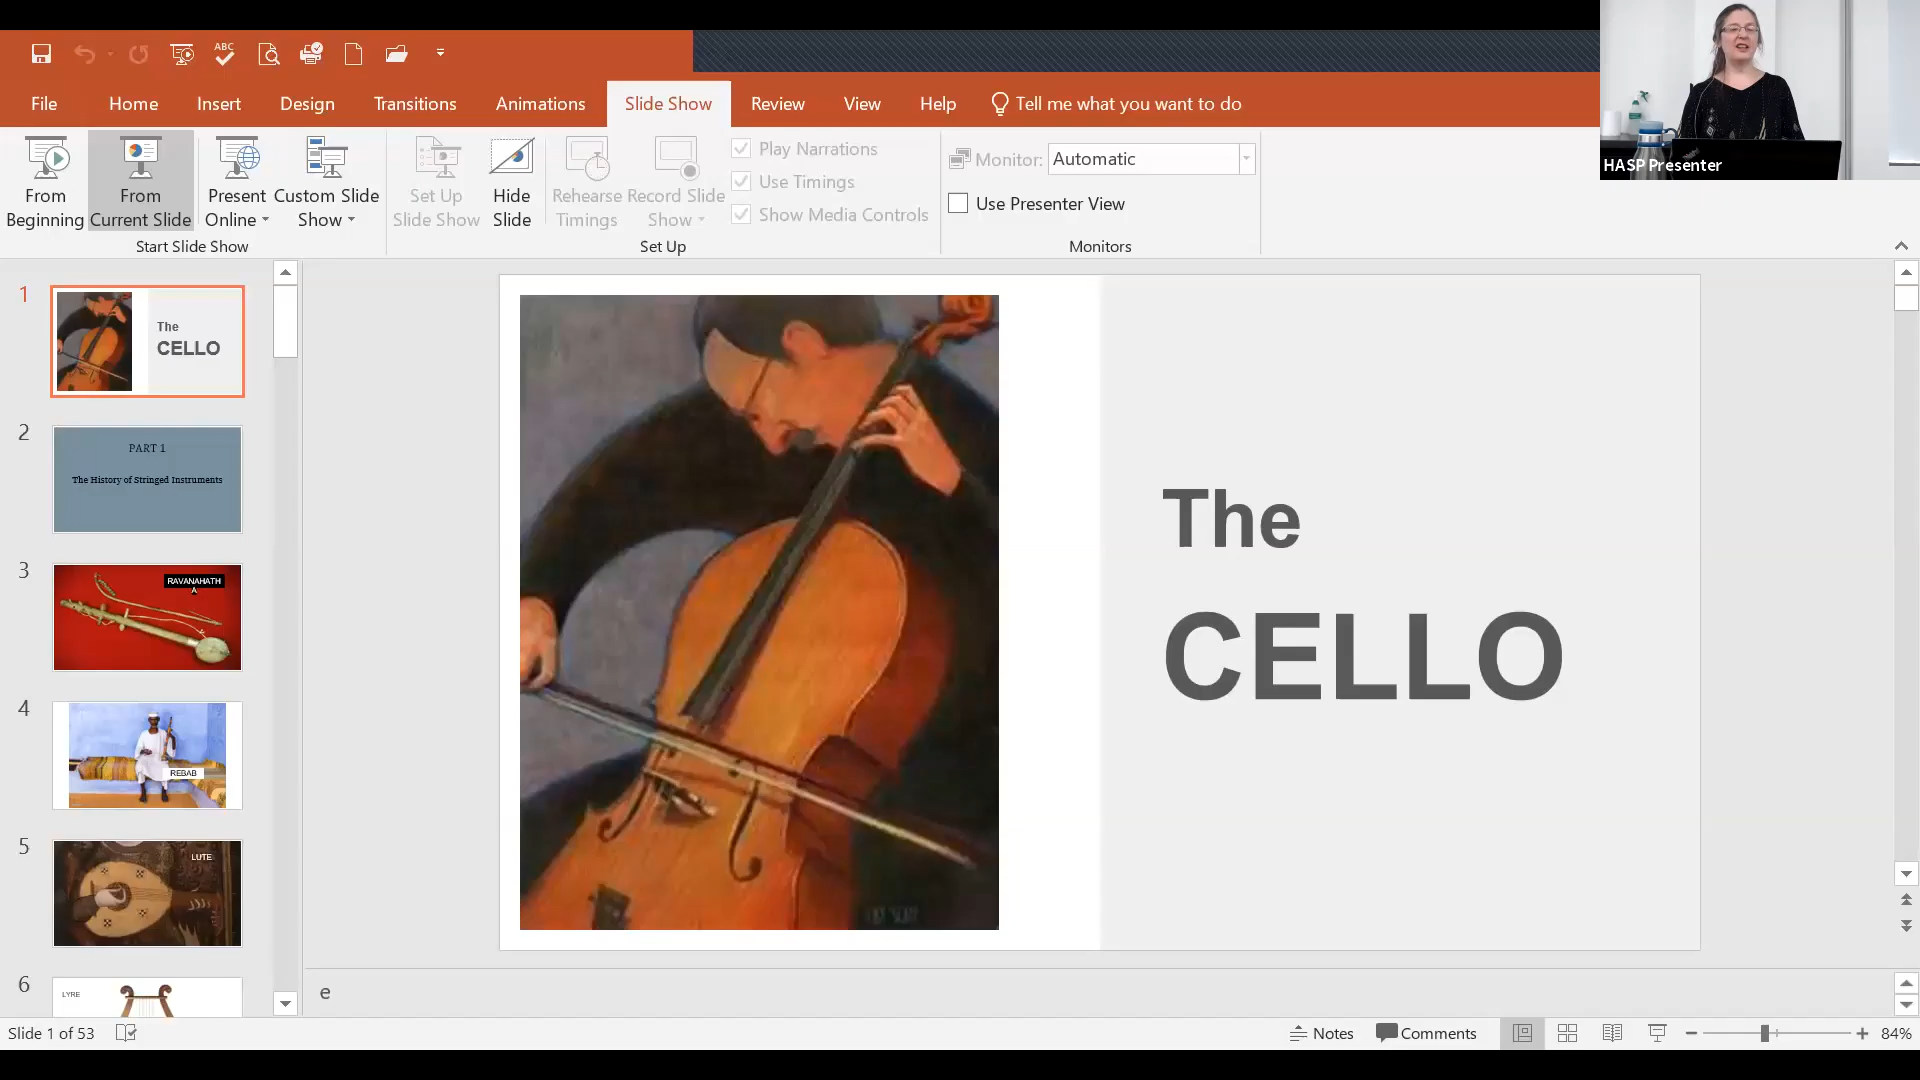 ABC
File Home Insert Design Transitions Animations Slide Show Review View Help Tell me what you want to do
HASP Presenter
From Beginning
From Current Slide
Present Online
Custom Slide Show
Start Slide Show
Set Up Slide Show
Hide Slide
Rehearse Timings
Record Slide Show
Play Narrations
Use Timings
Show Media Controls
Set Up
Monitor: Automatic
Use Presenter View
Monitors
1
The
CELLO
2
PART 1
The History of Stringed Instruments
3
RAVANAHATH
A
4
REBAB
5
LUTE
6
LYRE
The
CELLO
e
Slide 1 of 53
Notes
Comments
84%